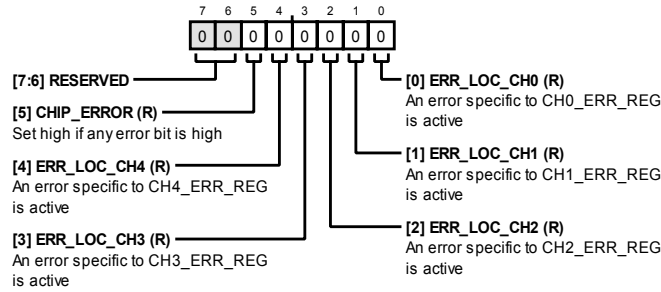 7 6 5 4 3 2 1 0
0 0 0 0 0 0 0 0
[7:6] RESERVED
[5] CHIP_ERROR (R)
Set high if any error bit is high
[4] ERR_LOC_CH4 (R)
An error specific to CH4_ERR_REG
is active
[3] ERR_LOC_CH3 (R)
An error specific to CH3_ERR_REG
is active
[0] ERR_LOC_CH0 (R)
An error specific to CH0_ERR_REG
is active
[1] ERR_LOC_CH1 (R)
An error specific to CH1_ERR_REG
is active
[2] ERR_LOC_CH2 (R)
An error specific to CH2_ERR_REG
is active